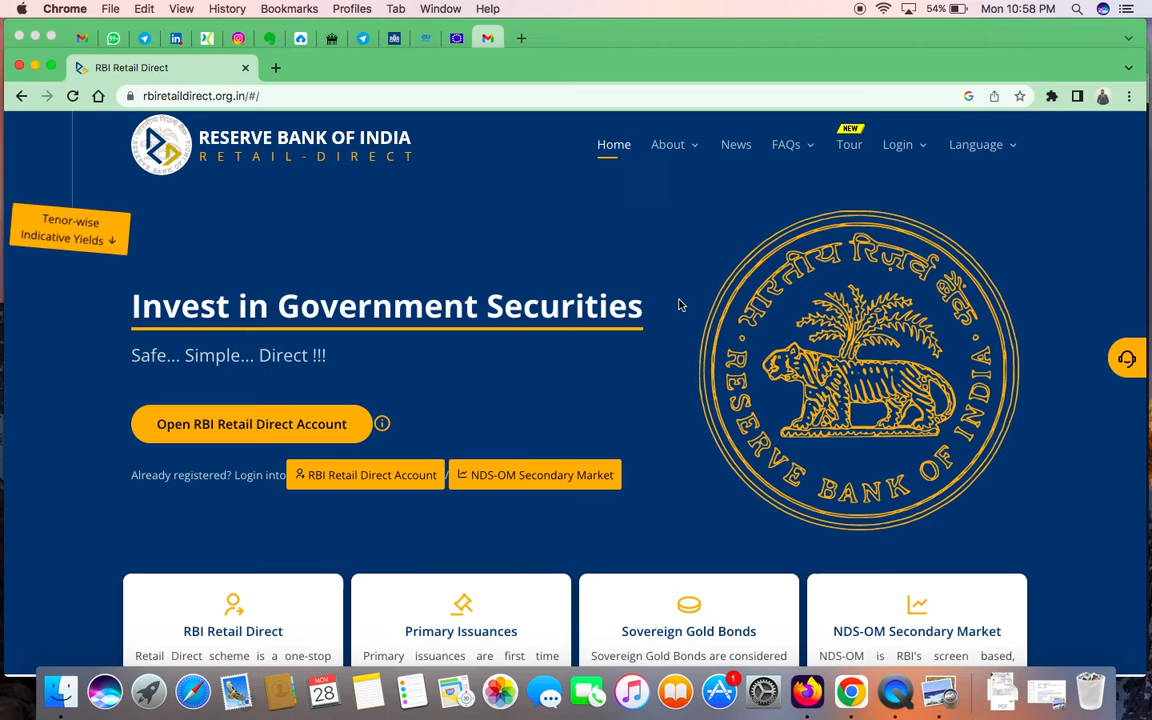 Chrome File Edit View History Bookmarks Profiles Tab Window Help 54% Mon 10:58 PM
RBI Retail Direct
rbiretaildirect.org.in/#/
RESERVE BANK OF INDIA
RETAIL-DIRECT
Home About News FAQs NEW Tour Login Language
Tenor-wise
Indicative Yields ↓
Invest in Government Securities
Safe... Simple... Direct !!!
Open RBI Retail Direct Account
Already registered? Login into RBI Retail Direct Account / NDS-OM Secondary Market
भारतीय रिज़र्व बैंक
RESERVE BANK OF INDIA
RBI Retail Direct
Retail Direct scheme is a one-stop
Primary Issuances
Primary issuances are first time
Sovereign Gold Bonds
Sovereign Gold Bonds are considered
NDS-OM Secondary Market
NDS-OM is RBI's screen based,
NOV
28
1